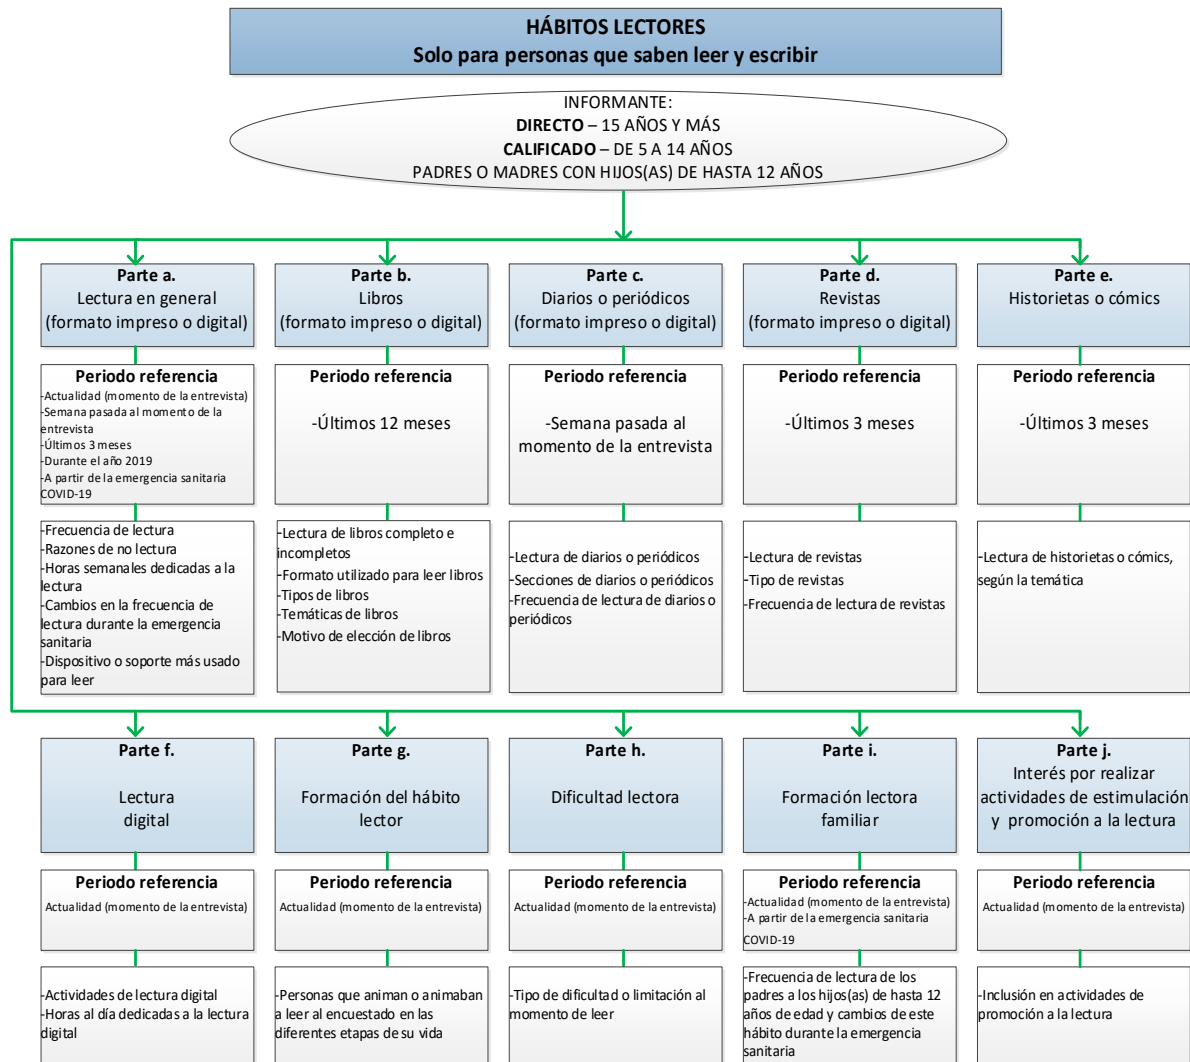 HÁBITOS LECTORES
Solo para personas que saben leer y escribir
INFORMANTE:
DIRECTO – 15 AÑOS Y MÁS
CALIFICADO – DE 5 A 14 AÑOS
PADRES O MADRES CON HIJOS(AS) DE HASTA 12 AÑOS
Parte a.
Lectura en general
(formato impreso o digital)
Periodo referencia
-Actualidad (momento de la entrevista)
-Semana pasada al momento de la
entrevista
-Últimos 3 meses
-Durante el año 2019
-A partir de la emergencia sanitaria
COVID-19
-Frecuencia de lectura
-Razones de no lectura
-Horas semanales dedicadas a la
lectura
-Cambios en la frecuencia de
lectura durante la emergencia
sanitaria
-Dispositivo o soporte más usado
para leer
Parte b.
Libros
(formato impreso o digital)
Periodo referencia
-Últimos 12 meses
-Lectura de libros completo e
incompletos
-Formato utilizado para leer libros
-Tipos de libros
-Temáticas de libros
-Motivo de elección de libros
Parte c.
Diarios o periódicos
(formato impreso o digital)
Periodo referencia
-Semana pasada al
momento de la entrevista
-Lectura de diarios o periódicos
-Secciones de diarios o periódicos
-Frecuencia de lectura de diarios o
periódicos
Parte d.
Revistas
(formato impreso o digital)
Periodo referencia
-Últimos 3 meses
-Lectura de revistas
-Tipo de revistas
-Frecuencia de lectura de revistas
Parte e.
Historietas o cómics
Periodo referencia
-Últimos 3 meses
-Lectura de historietas o cómics,
según la temática
Parte f.
Lectura
digital
Periodo referencia
Actualidad (momento de la entrevista)
-Actividades de lectura digital
-Horas al día dedicadas a la lectura
digital
Parte g.
Formación del hábito
lector
Periodo referencia
Actualidad (momento de la entrevista)
-Personas que animan o animaban
a leer al encuestado en las
diferentes etapas de su vida
Parte h.
Dificultad lectora
Periodo referencia
Actualidad (momento de la entrevista)
-Tipo de dificultad o limitación al
momento de leer
Parte i.
Formación lectora
familiar
Periodo referencia
-Actualidad (momento de la entrevista)
-A partir de la emergencia sanitaria
COVID-19
-Frecuencia de lectura de los
padres a los hijos(as) de hasta 12
años de edad y cambios de este
hábito durante la emergencia
sanitaria
Parte j.
Interés por realizar
actividades de estimulación
y promoción a la lectura
Periodo referencia
Actualidad (momento de la entrevista)
-Inclusión en actividades de
promoción a la lectura